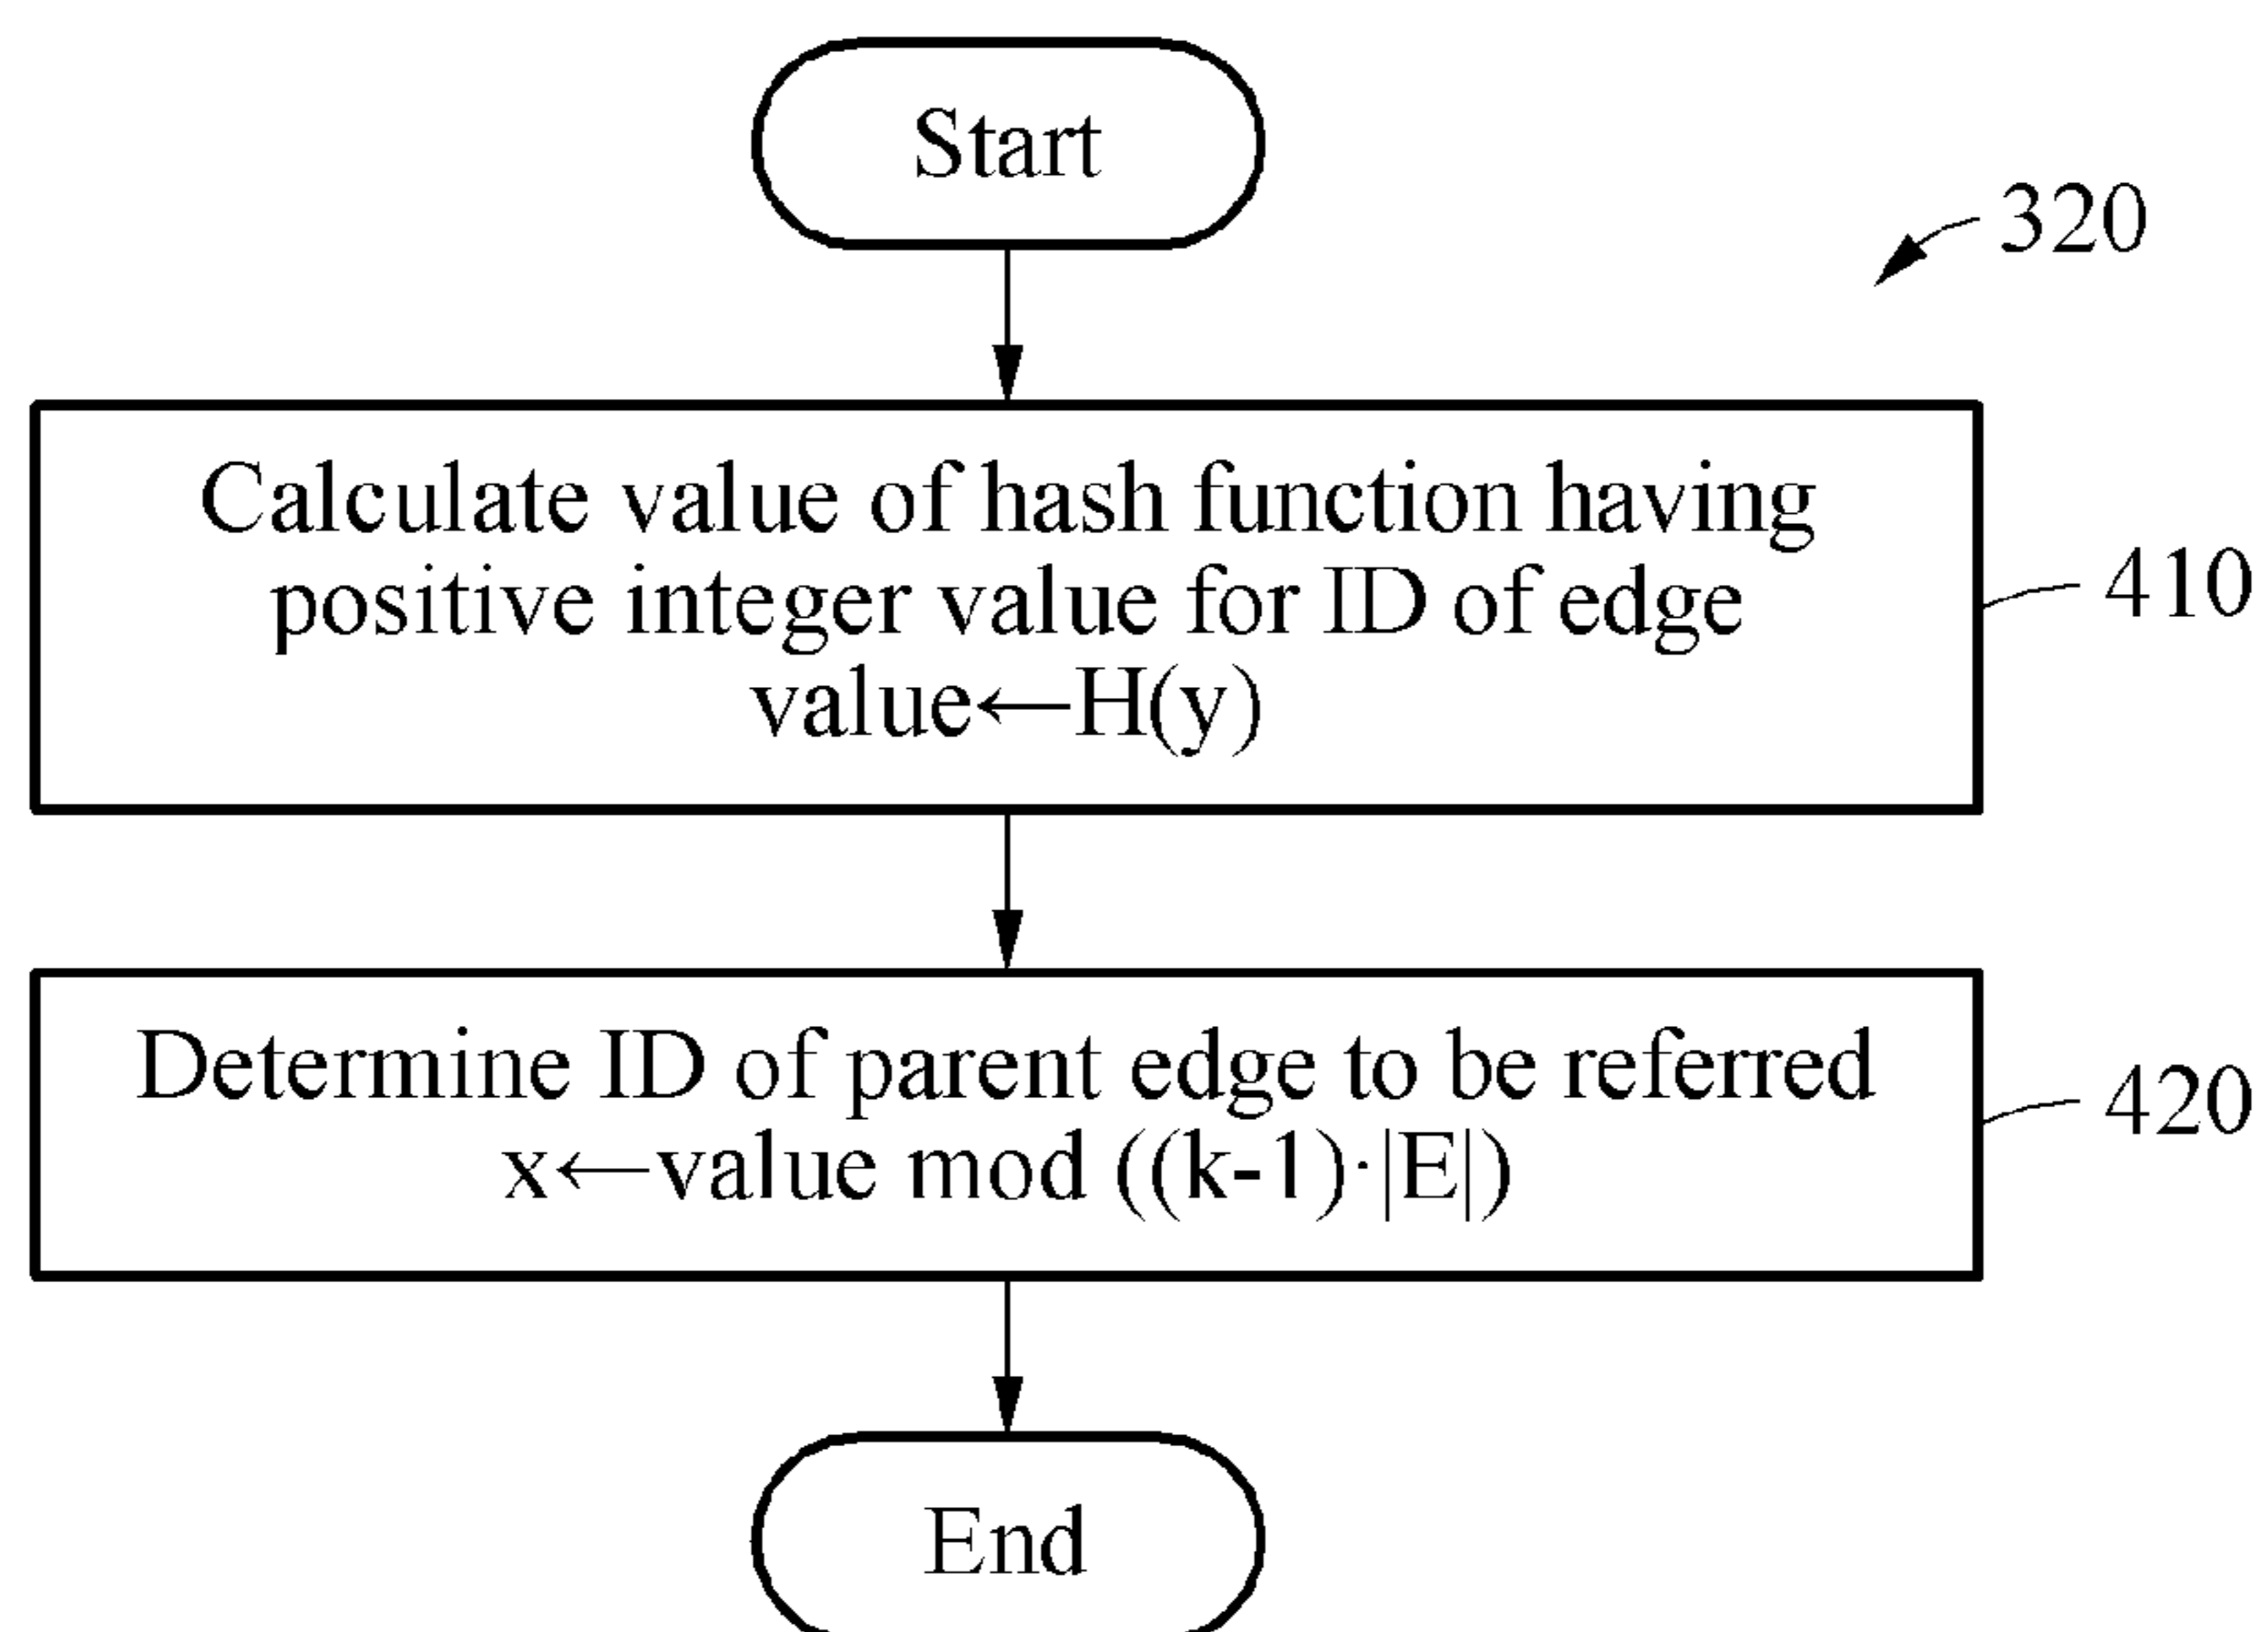 Start
320
Calculate value of hash function having
positive integer value for ID of edge
value←H(y)
410
Determine ID of parent edge to be referred
x←value mod ((k-1)·|E|)
420
End